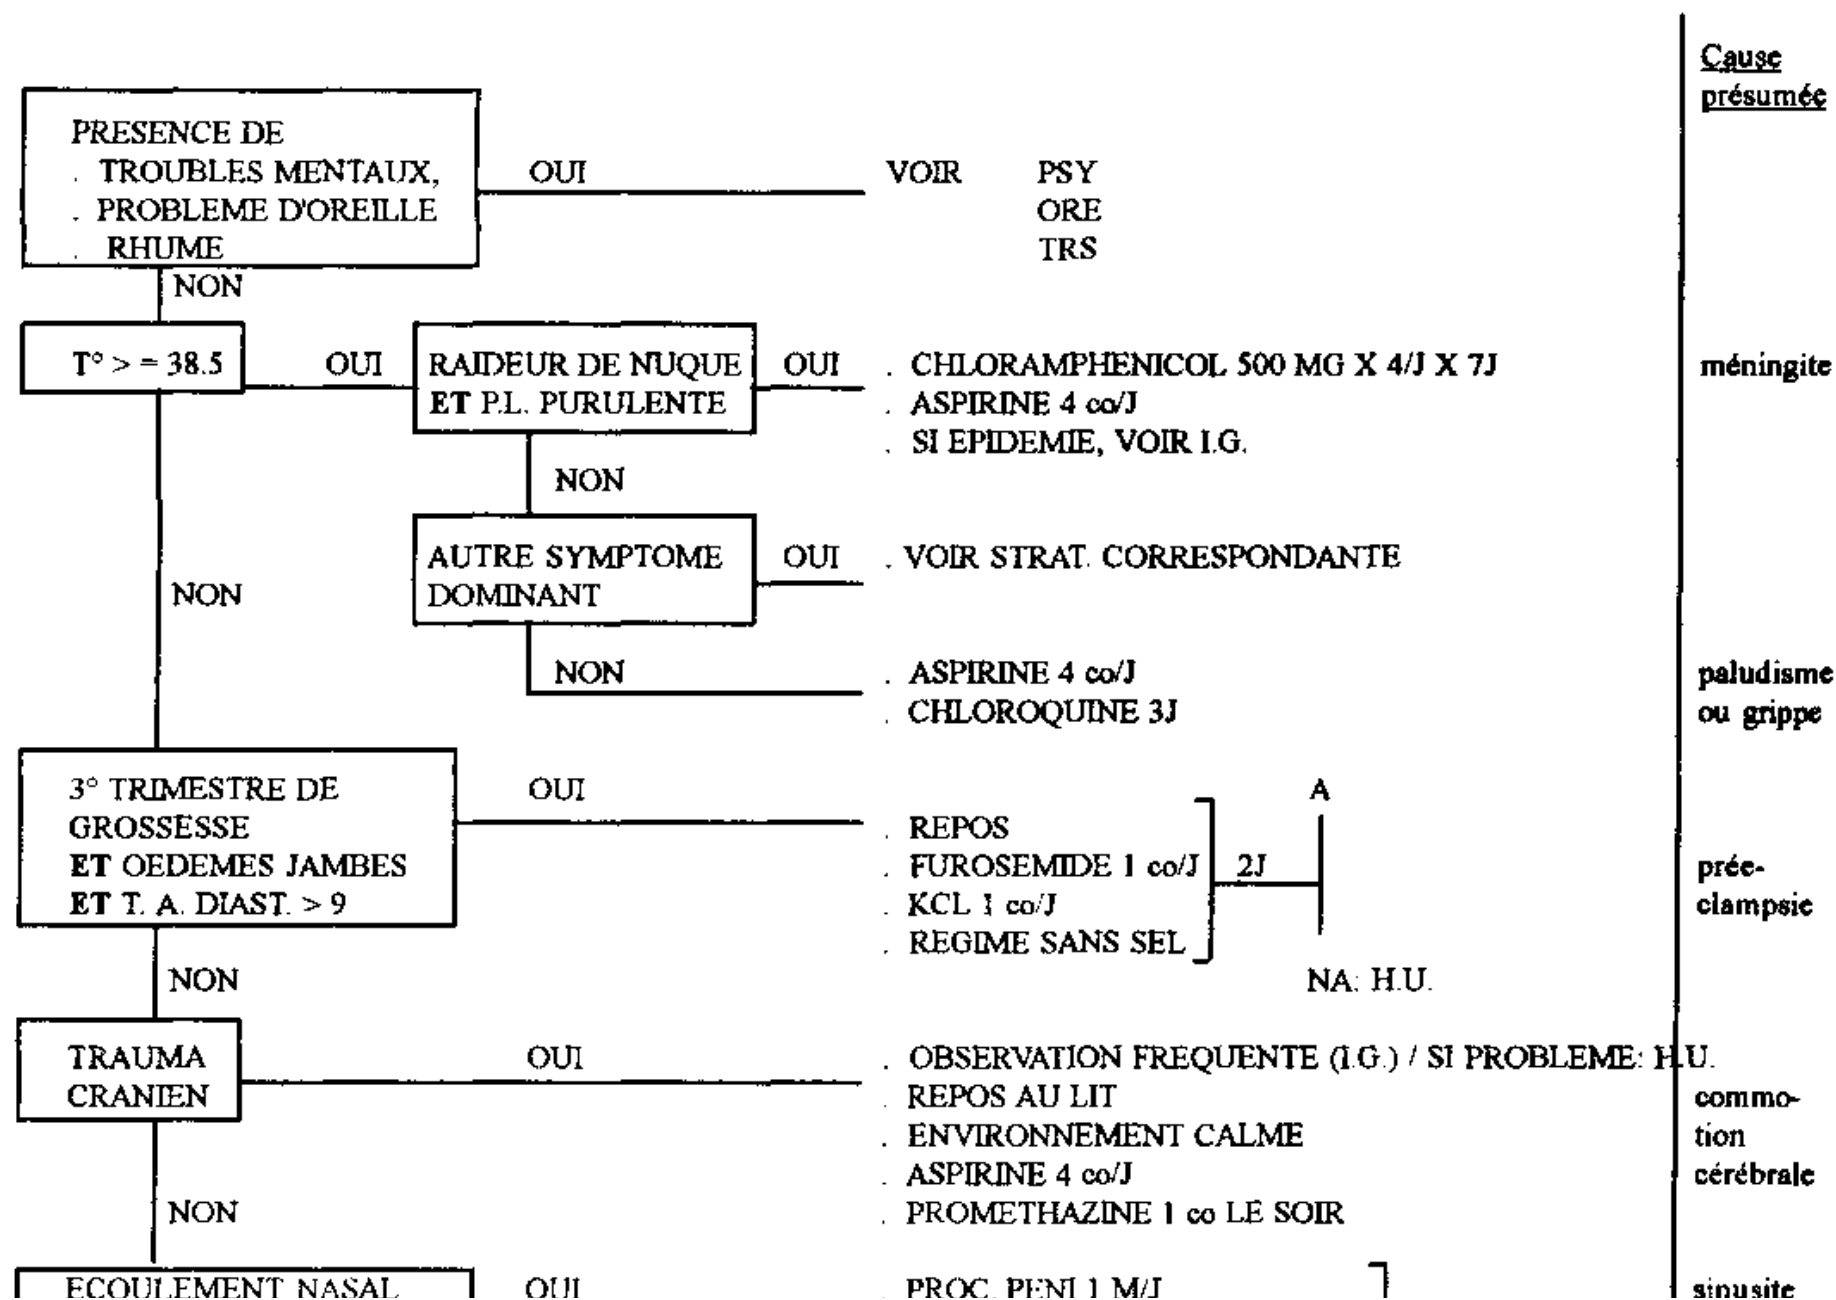 Cause
présumée
PRESENCE DE
. TROUBLES MENTAUX,
. PROBLEME D'OREILLE
. RHUME
OUI
VOIR PSY
ORE
TRS
NON
T° > = 38.5
OUI
RAIDEUR DE NUQUE
ET P.L. PURULENTE
OUI
. CHLORAMPHENICOL 500 MG X 4/J X 7J
. ASPIRINE 4 co/J
. SI EPIDEMIE, VOIR I.G.
méningite
NON
AUTRE SYMPTOME
DOMINANT
OUI
. VOIR STRAT. CORRESPONDANTE
NON
NON
. ASPIRINE 4 co/J
. CHLOROQUINE 3J
paludisme
ou grippe
3° TRIMESTRE DE
GROSSESSE
ET OEDEMES JAMBES
ET T. A. DIAST. > 9
OUI
. REPOS
. FUROSEMIDE 1 co/J
. KCL 1 co/J
. REGIME SANS SEL
2J
A
NA: H.U.
prée-
clampsie
NON
TRAUMA
CRANIEN
OUI
. OBSERVATION FREQUENTE (I.G.) / SI PROBLEME: H.U.
. REPOS AU LIT
. ENVIRONNEMENT CALME
. ASPIRINE 4 co/J
. PROMETHAZINE 1 co LE SOIR
commo-
tion
cérébrale
NON
ECOULEMENT NASAL
OUI
. PROC. PENI 1 M/J
sinusite